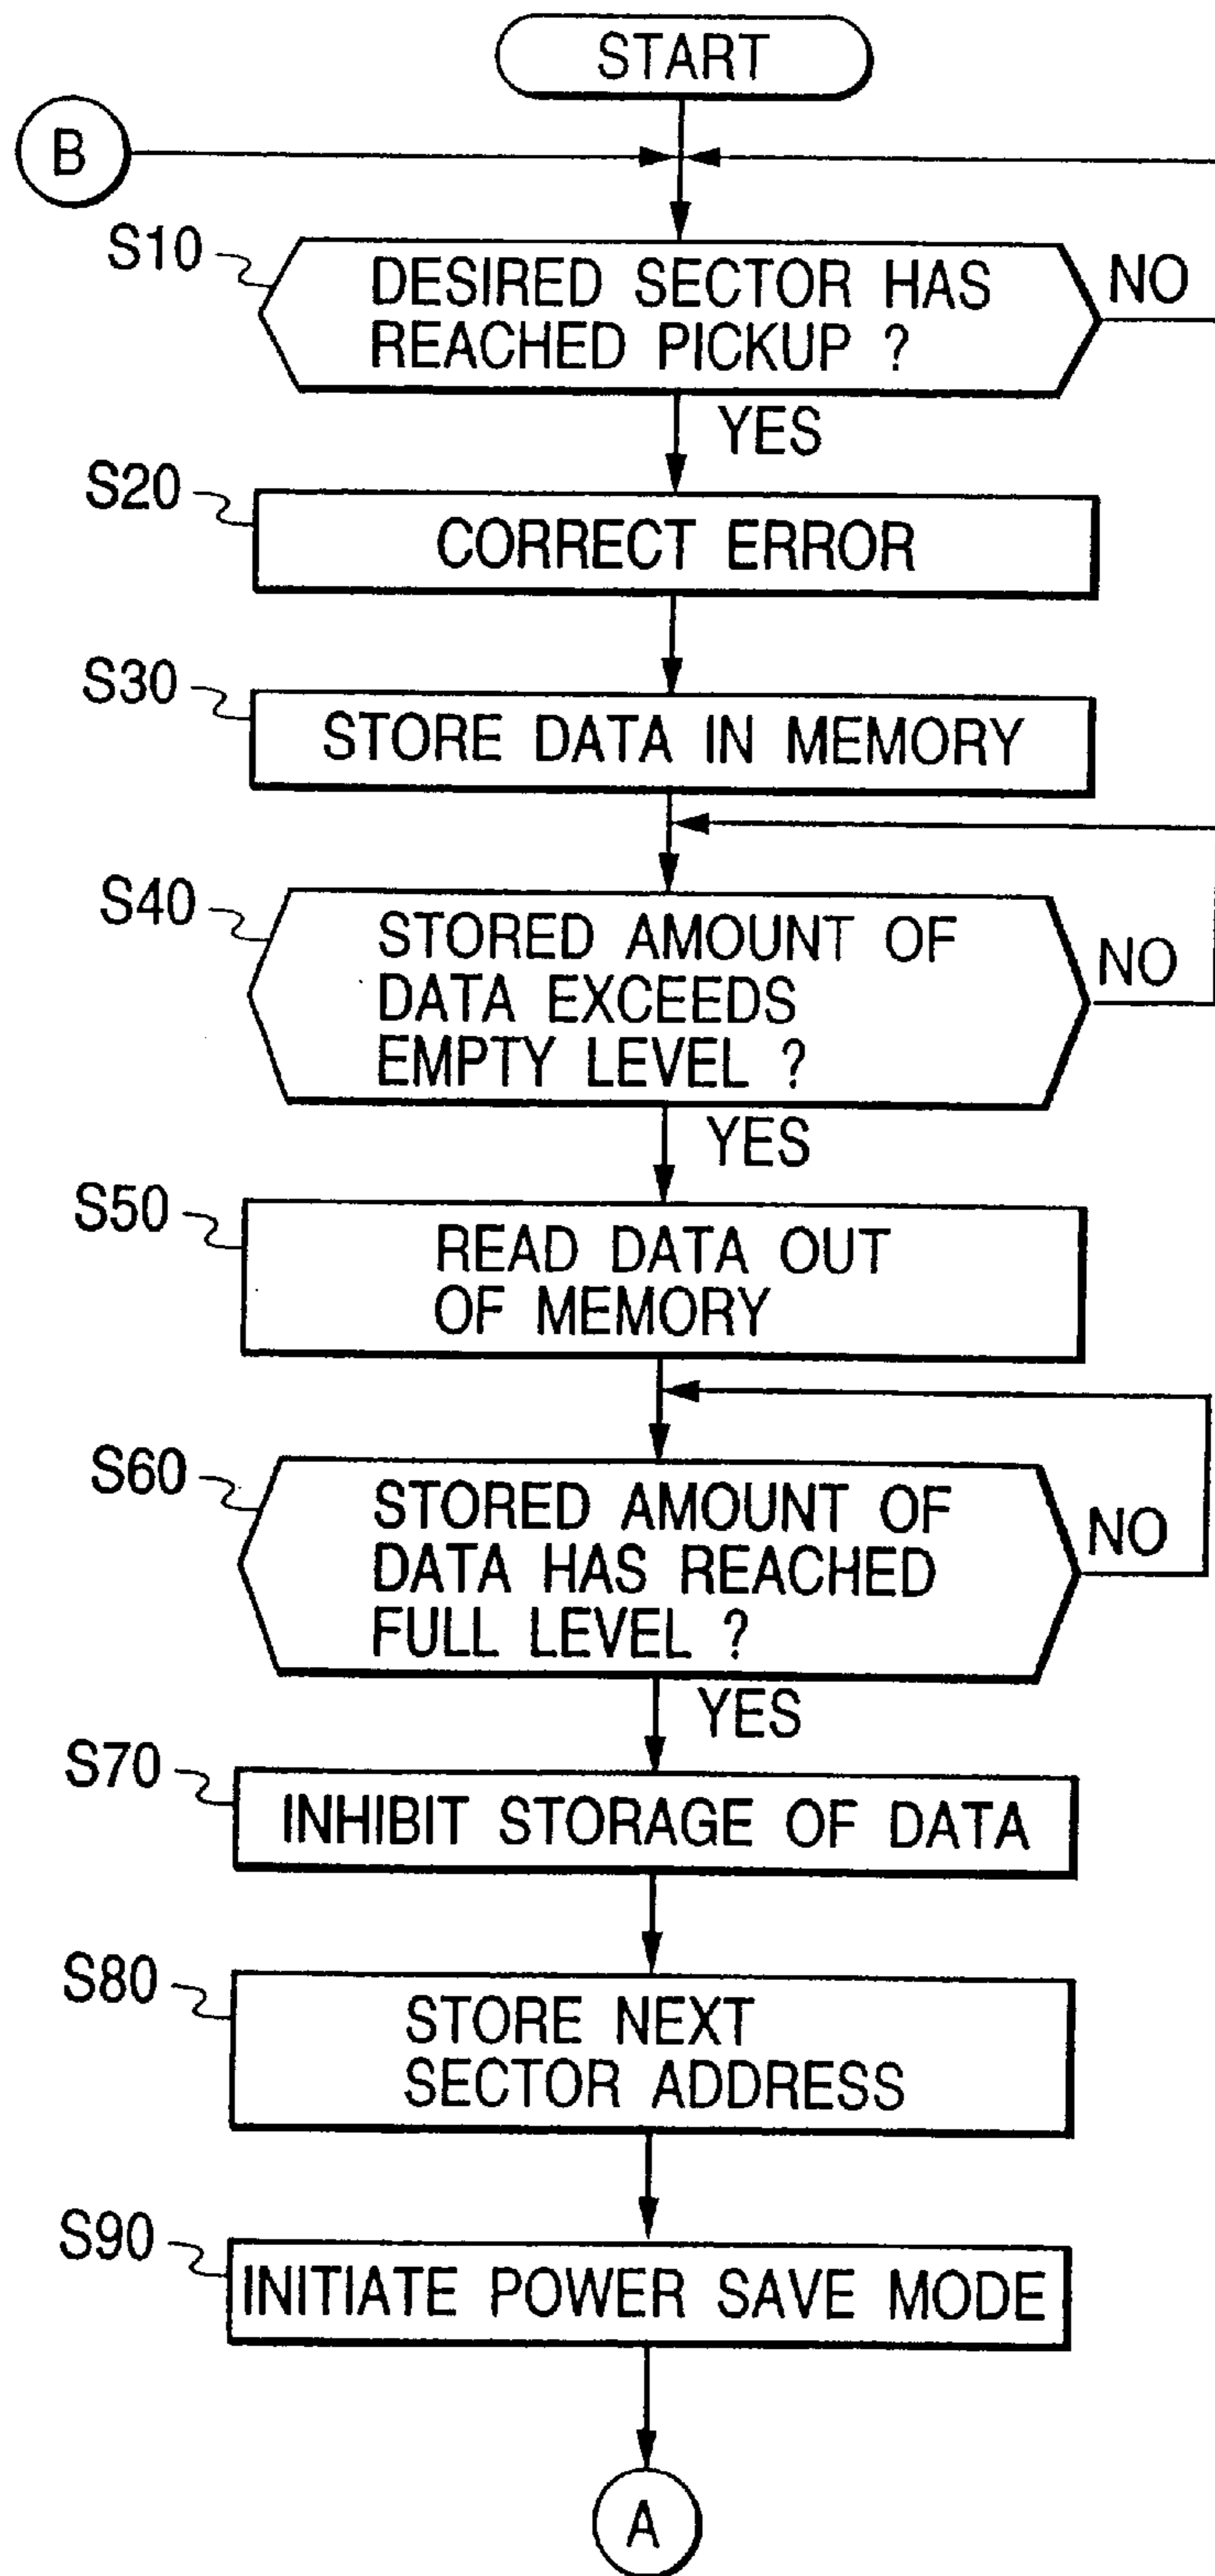 START
B
S10
DESIRED SECTOR HAS
REACHED PICKUP ?
NO
YES
S20
CORRECT ERROR
S30
STORE DATA IN MEMORY
S40
STORED AMOUNT OF
DATA EXCEEDS
EMPTY LEVEL ?
NO
YES
S50
READ DATA OUT
OF MEMORY
S60
STORED AMOUNT OF
DATA HAS REACHED
FULL LEVEL ?
NO
YES
S70
INHIBIT STORAGE OF DATA
S80
STORE NEXT
SECTOR ADDRESS
S90
INITIATE POWER SAVE MODE
A